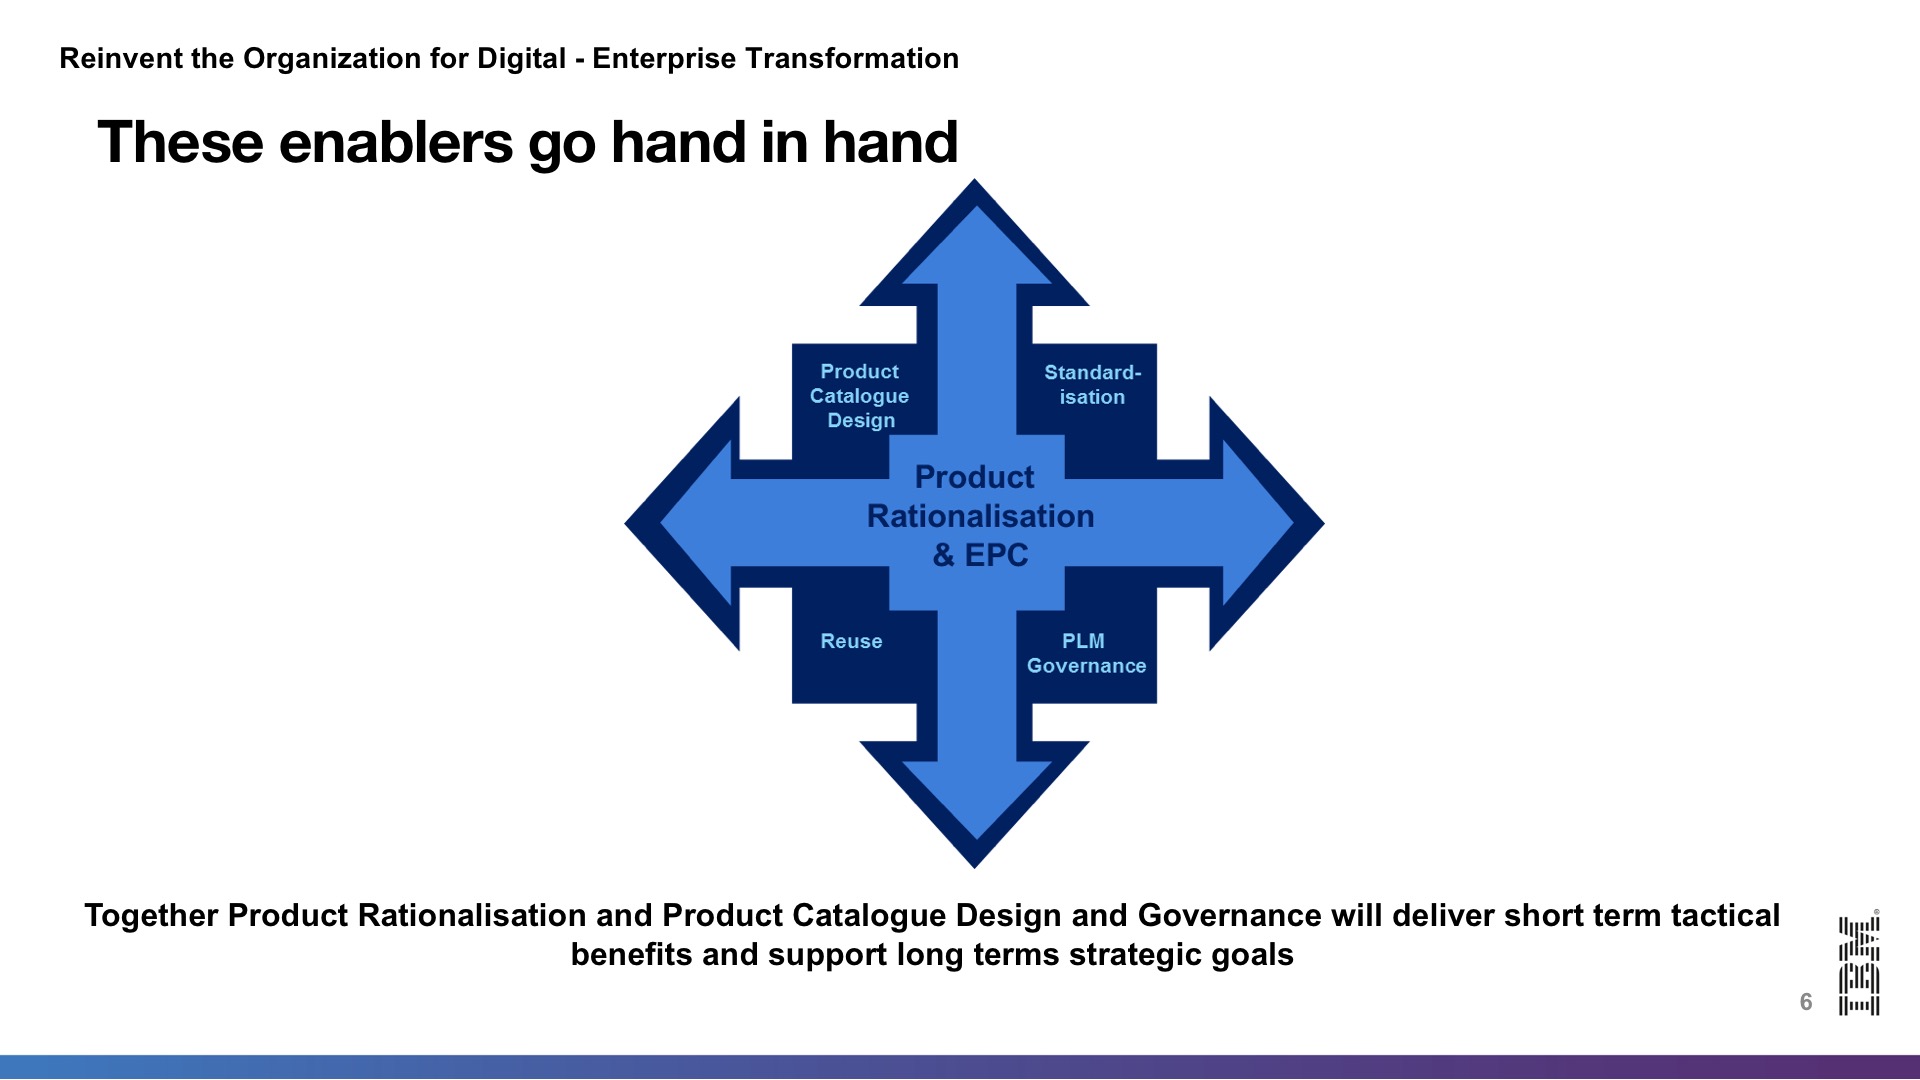 Reinvent the Organization for Digital - Enterprise Transformation
These enablers go hand in hand
Product
Catalogue
Design
Standard-
isation
Product
Rationalisation
& EPC
Reuse
PLM
Governance
Together Product Rationalisation and Product Catalogue Design and Governance will deliver short term tactical
benefits and support long terms strategic goals
6
IBM®